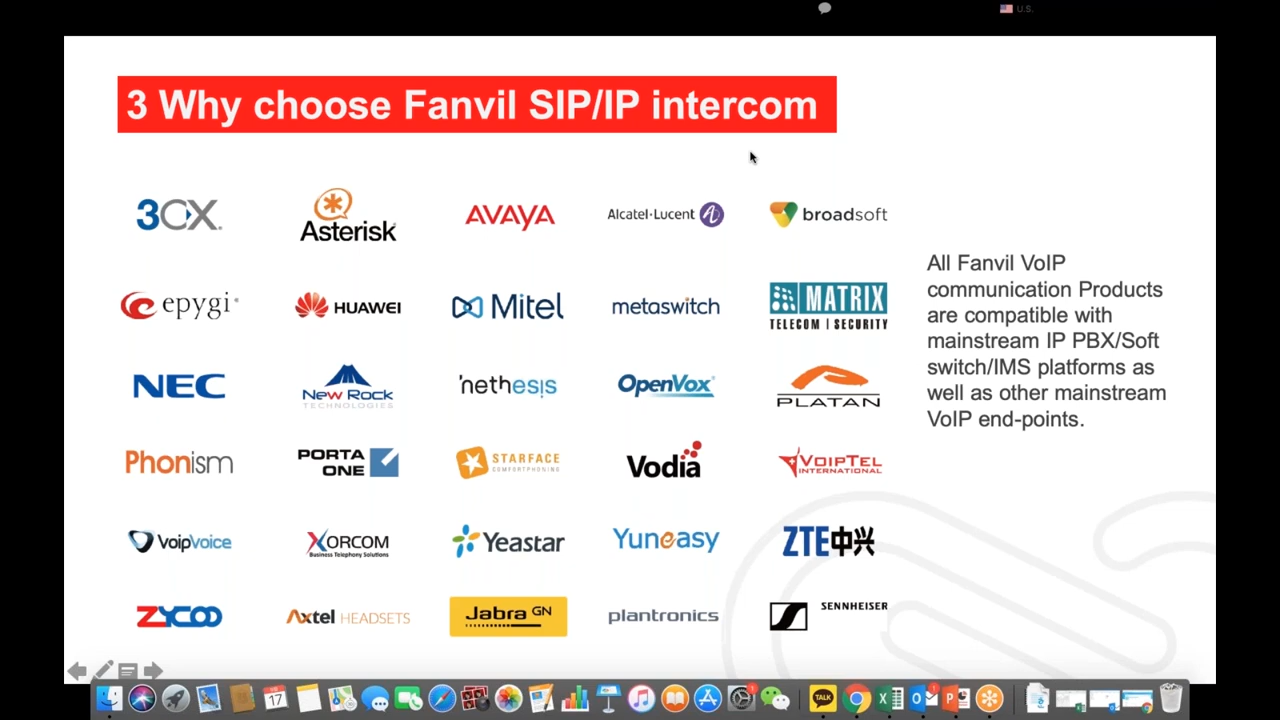 U.S.
3 Why choose Fanvil SIP/IP intercom
3CX
Asterisk
AVAYA
Alcatel·Lucent
broadsoft
epygi
HUAWEI
Mitel
metaswitch
MATRIX
TELECOM | SECURITY
NEC
New Rock
TECHNOLOGIES
'nethesis
OpenVox
PLATAN
Phonism
PORTA
ONE
STARFACE
COMFORTPHONING
Vodia
VOIPTEL
INTERNATIONAL
VoipVoice
XORCOM
Business Telephony Solutions
Yeastar
Yuneasy
ZTE中兴
ZYCOO
Axtel HEADSETS
Jabra GN
plantronics
SENNHEISER
All Fanvil VoIP
communication Products
are compatible with
mainstream IP PBX/Soft
switch/IMS platforms as
well as other mainstream
VoIP end-points.
17
TALK